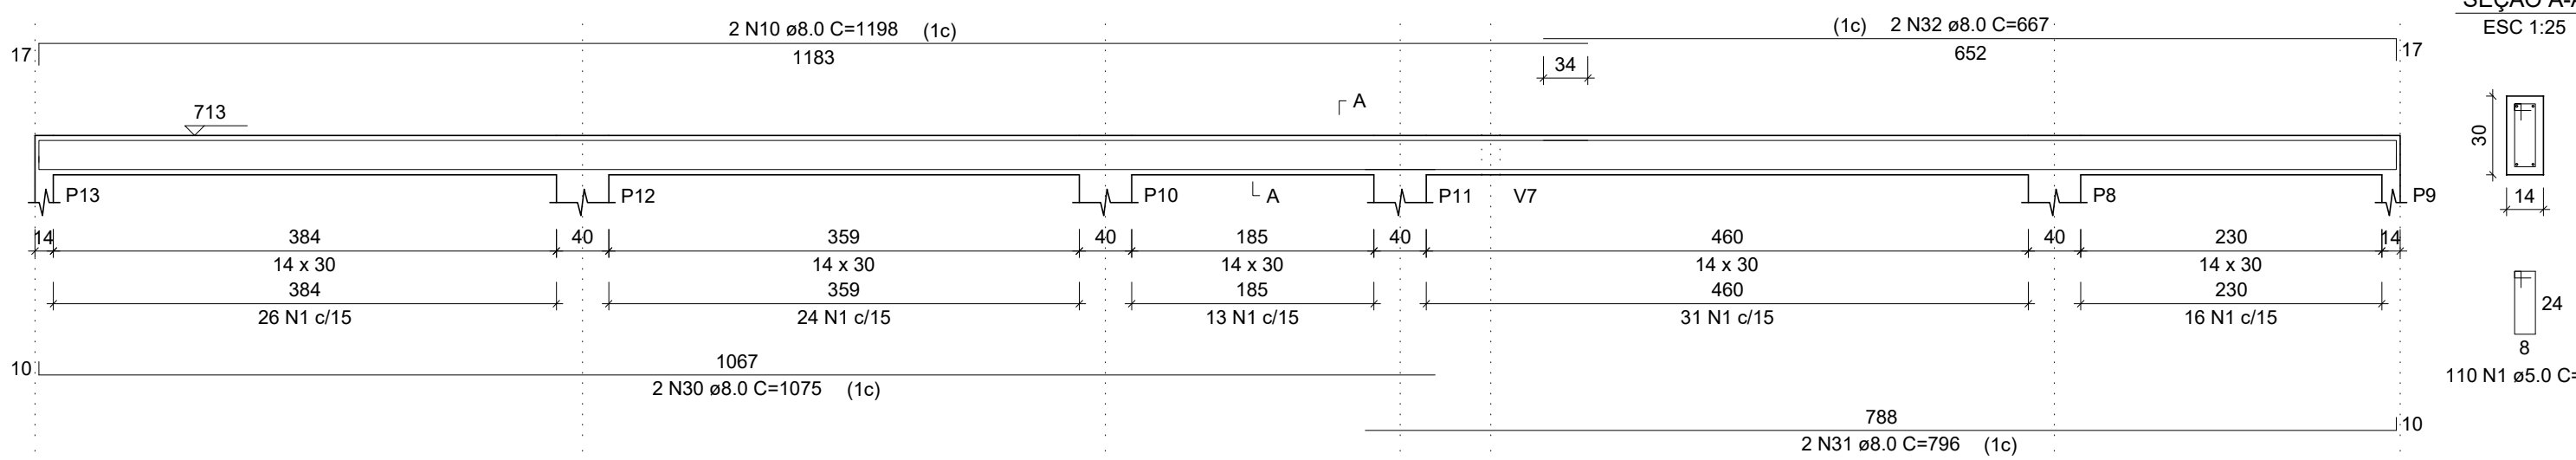 2 N10 ø8.0 C=1198 (1c)
(1c) 2 N32 ø8.0 C=667
ESC 1:25
17
1183
652
17
34
A
713
30
P13
P12
P10
A
P11
V7
P8
P9
14
14
384
40
359
40
185
40
460
40
230
14
14 x 30
14 x 30
14 x 30
14 x 30
14 x 30
384
359
185
460
230
26 N1 c/15
24 N1 c/15
13 N1 c/15
31 N1 c/15
16 N1 c/15
24
8
10
1067
2 N30 ø8.0 C=1075 (1c)
110 N1 ø5.0 C=
788
10
2 N31 ø8.0 C=796 (1c)